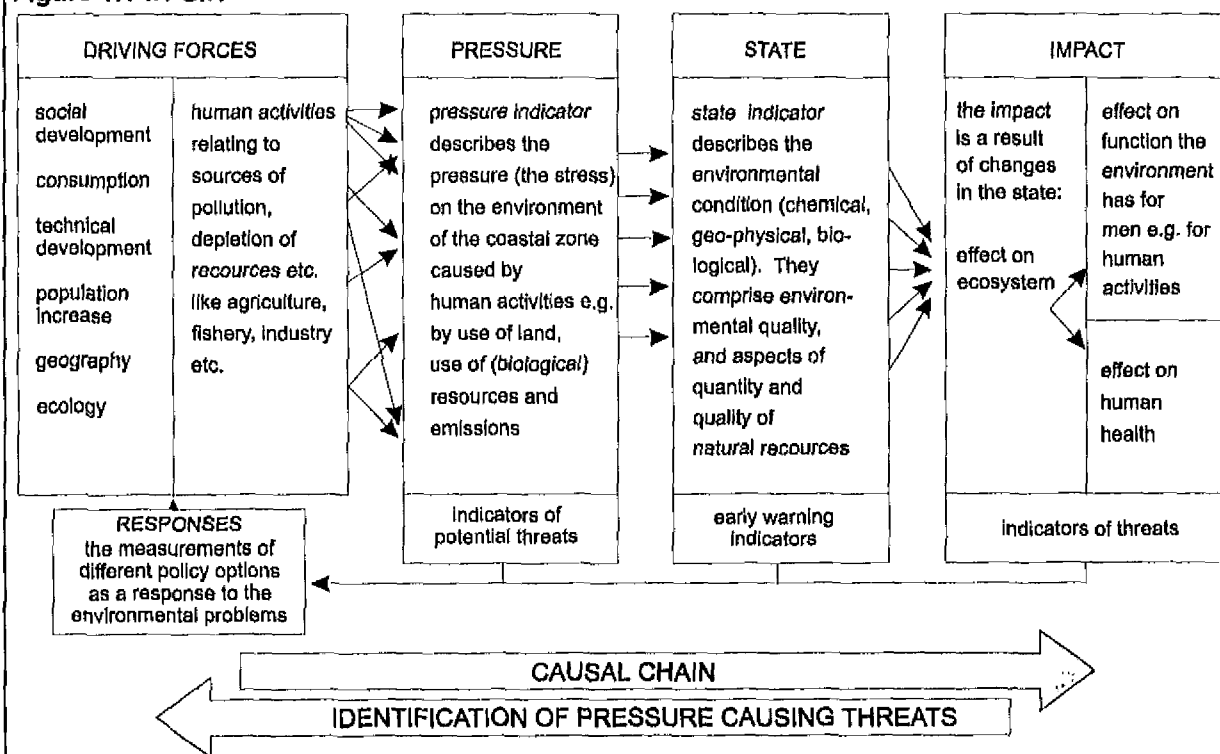 DRIVING FORCES
social
development
consumption
technical
development
population
increase
geography
ecology
human activities
relating to
sources of
pollution,
depletion of
recources etc.
like agriculture,
fishery, industry
etc.
PRESSURE
pressure indicator
describes the
pressure (the stress)
on the environment
of the coastal zone
caused by
human activities e.g.
by use of land,
use of (biological)
resources and
emissions
indicators of
potential threats
STATE
state indicator
describes the
environmental
condition (chemical,
geo-physical, bio-
logical). They
comprise environ-
mental quality,
and aspects of
quantity and
quality of
natural recources
early warning
indicators
IMPACT
the impact
is a result
of changes
in the state:
effect on
ecosystem
effect on
function the
environment
has for
men e.g. for
human
activities
effect on
human
health
indicators of threats
RESPONSES
the measurements of
different policy options
as a response to the
environmental problems
CAUSAL CHAIN
IDENTIFICATION OF PRESSURE CAUSING THREATS